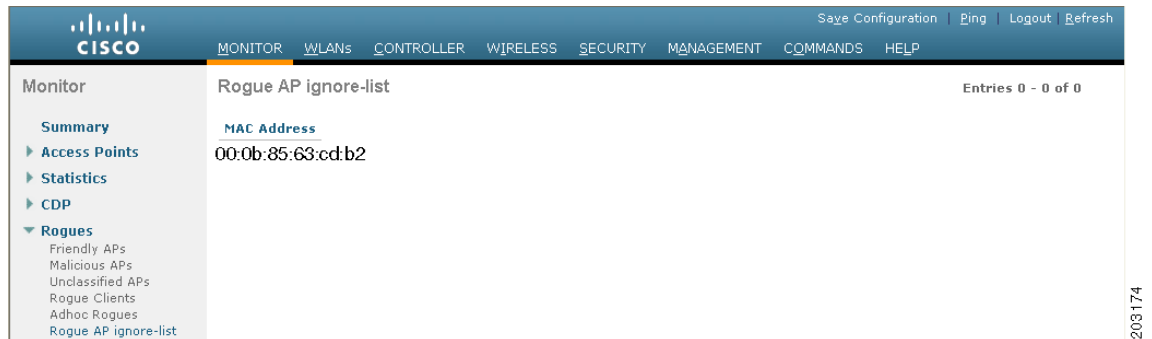 Save Configuration | Ping | Logout | Refresh
CISCO
MONITOR WLANs CONTROLLER WIRELESS SECURITY MANAGEMENT COMMANDS HELP
Monitor
Rogue AP ignore-list
Entries 0 - 0 of 0
Summary
Access Points
Statistics
CDP
Rogues
Friendly APs
Malicious APs
Unclassified APs
Rogue Clients
Adhoc Rogues
Rogue AP ignore-list
MAC Address
00:0b:85:63:cd:b2
203174